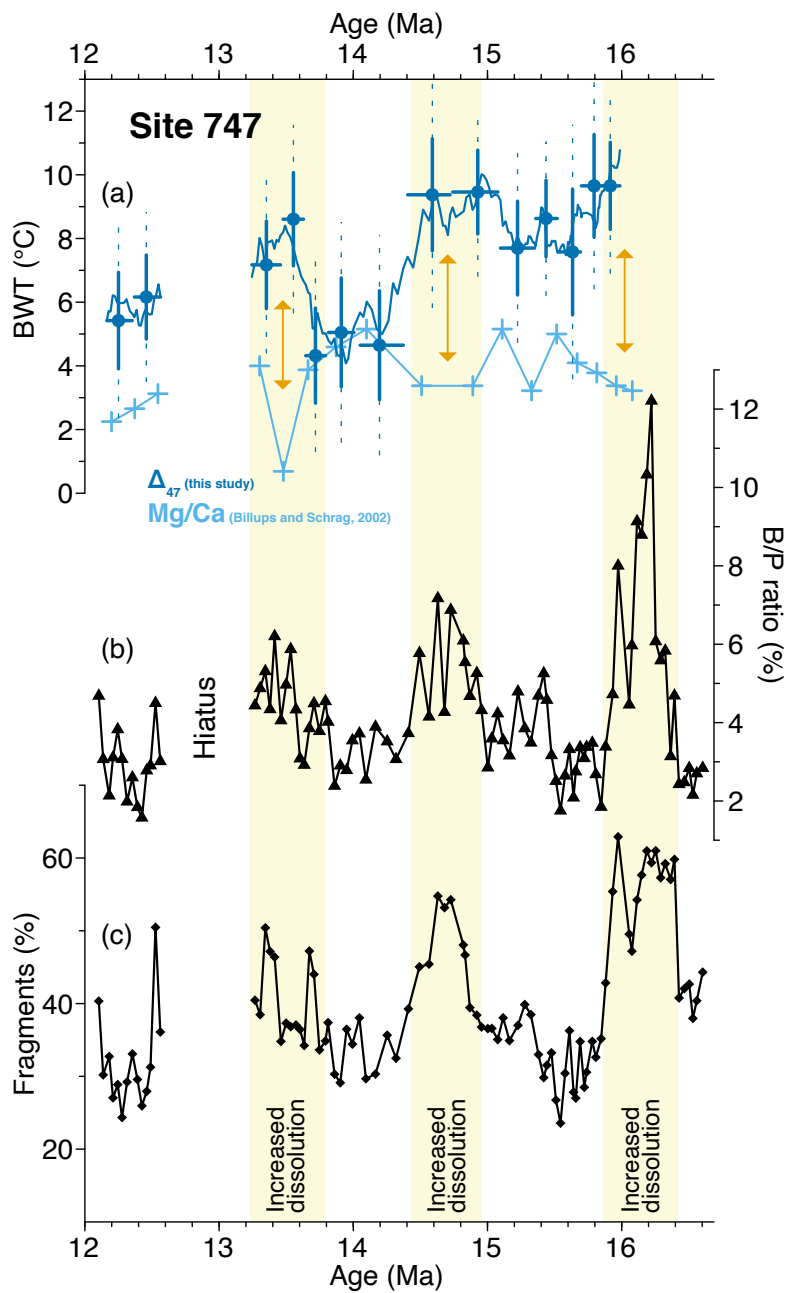 Age (Ma)
12 13 14 15 16
Site 747
(a)
12
10
8
6
4
2
0
BWT (°C)
Δ47 (this study)
Mg/Ca (Billups and Schrag, 2002)
12
10
8
6
4
2
B/P ratio (%)
(b)
Hiatus
(c)
60
40
20
Fragments (%)
Increased
dissolution
Increased
dissolution
Increased
dissolution
12 13 14 15 16
Age (Ma)